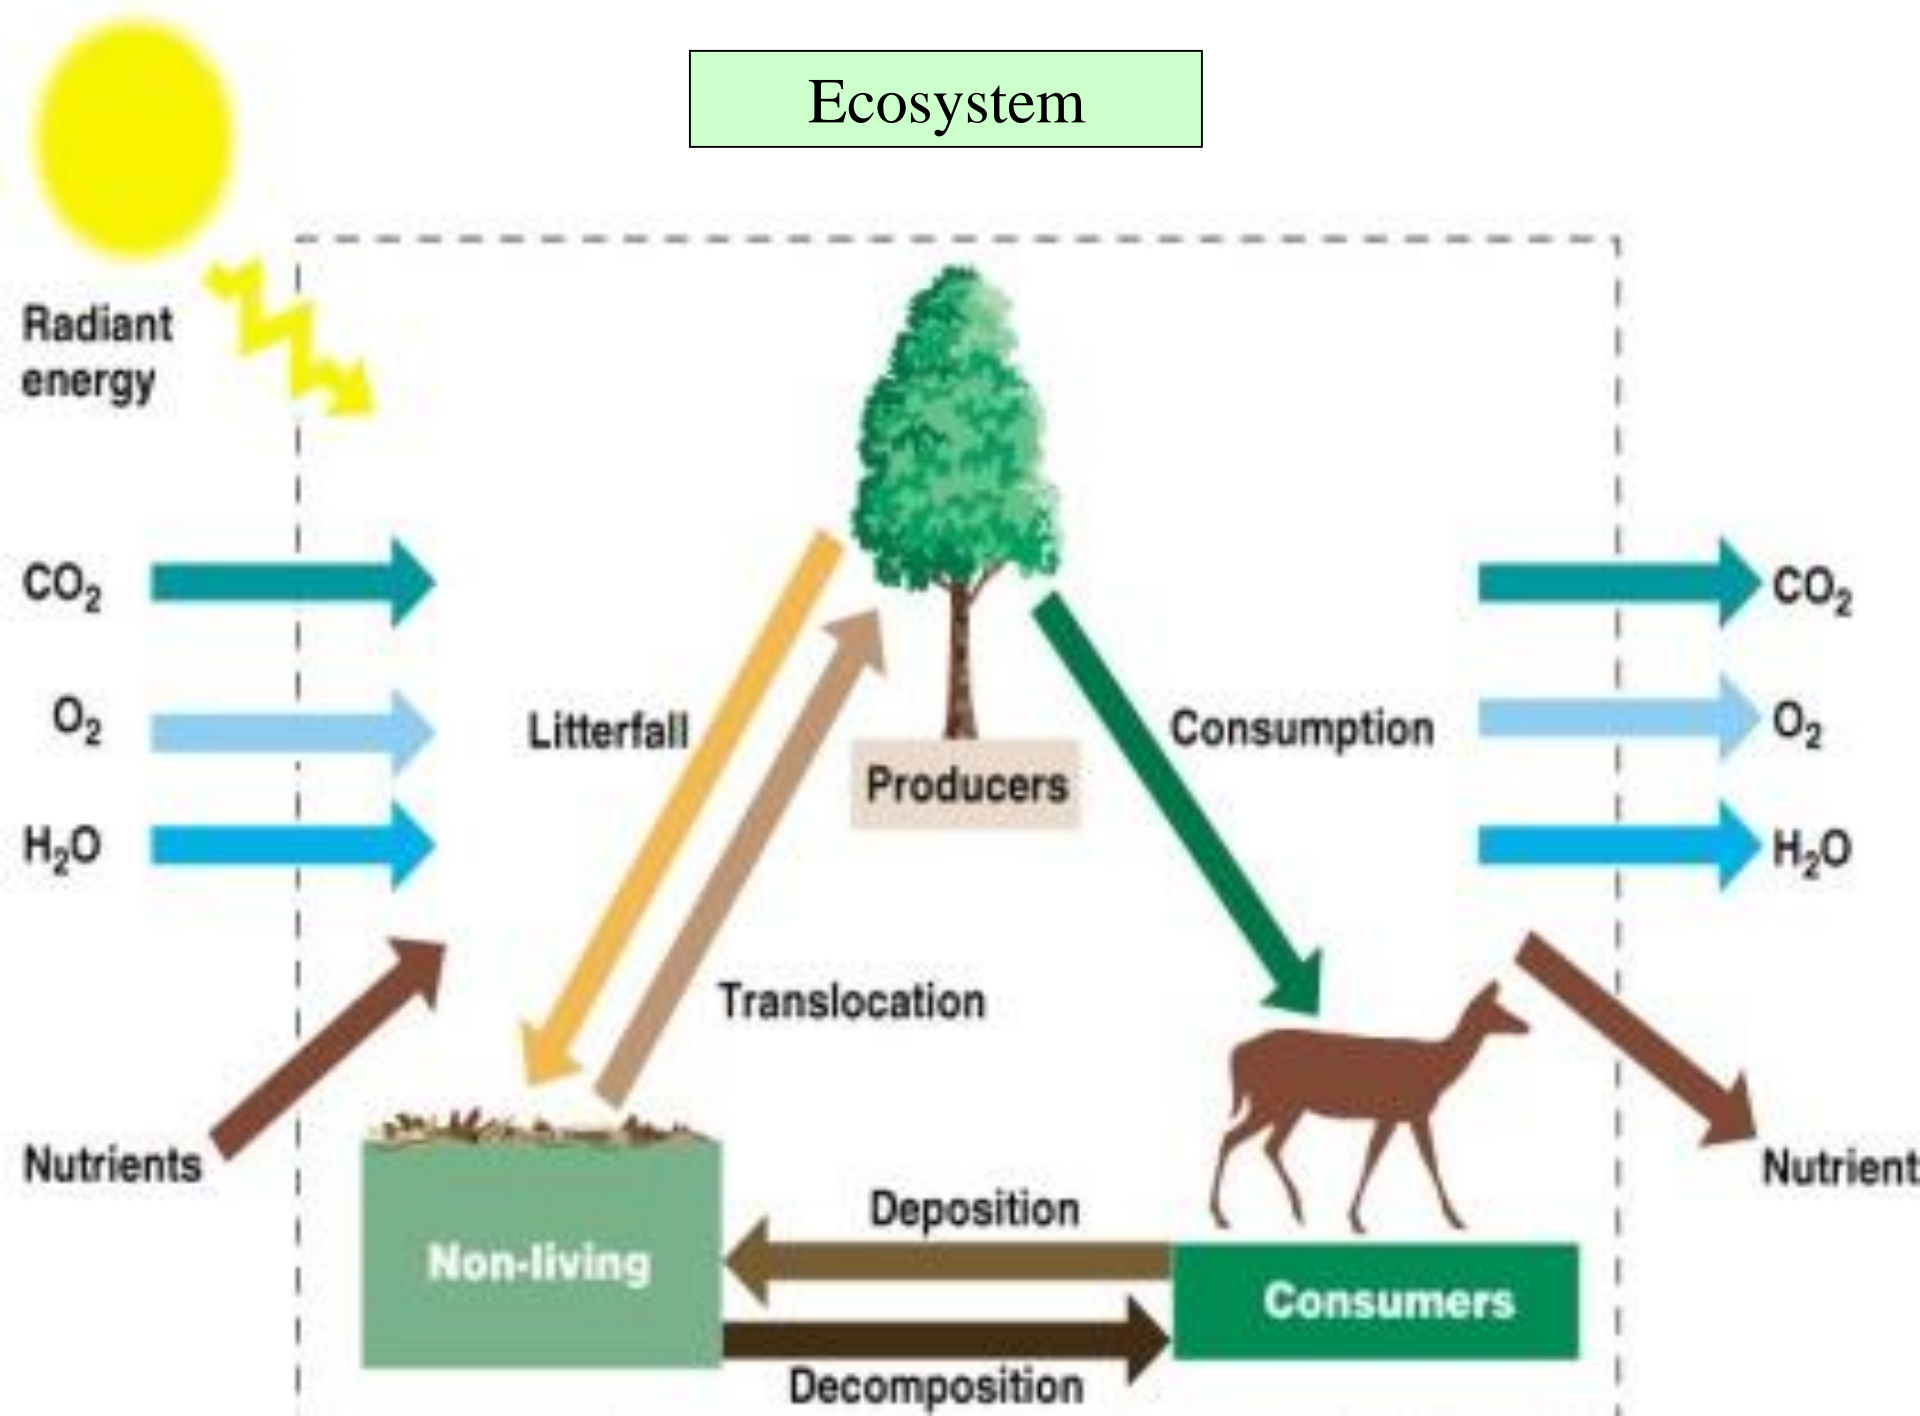 Ecosystem
Radiant
energy
CO₂
CO₂
O₂
O₂
Litterfall
Consumption
Producers
H₂O
H₂O
Translocation
Nutrients
Nutrient
Deposition
Non-living
Consumers
Decomposition